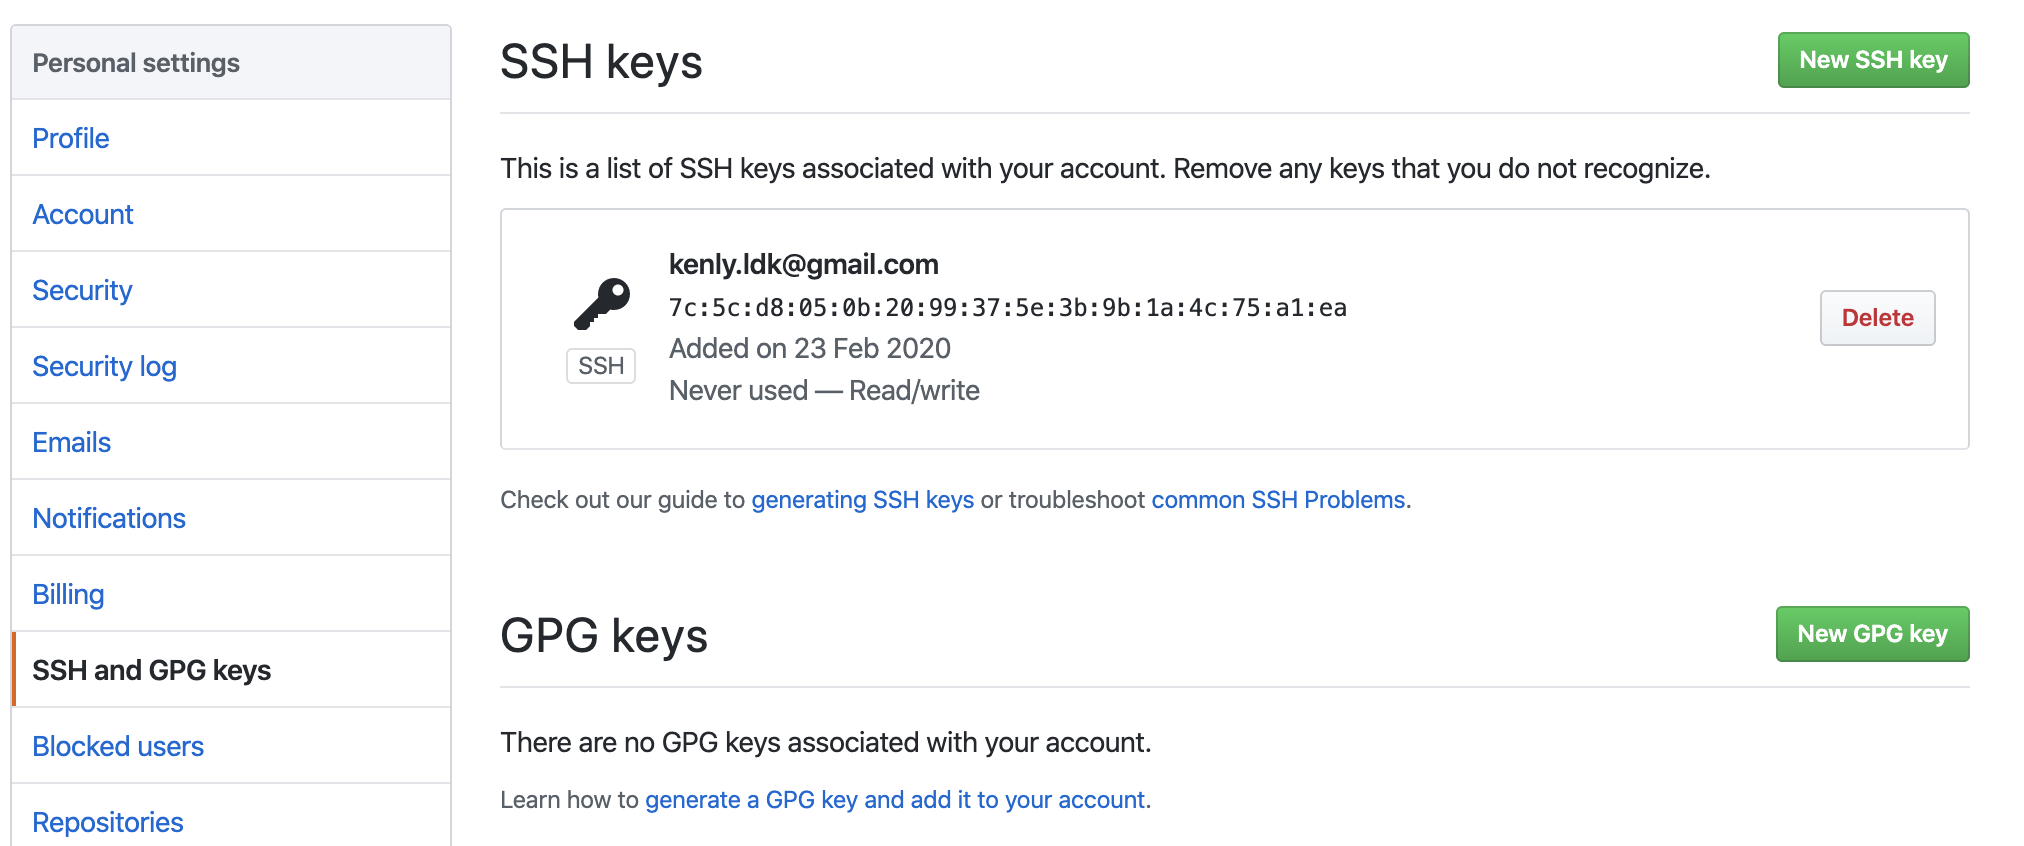 Personal settings
Profile
Account
Security
Security log
Emails
Notifications
Billing
SSH and GPG keys
Blocked users
Repositories
SSH keys
New SSH key
This is a list of SSH keys associated with your account. Remove any keys that you do not recognize.
SSH
kenly.ldk@gmail.com
7c:5c:d8:05:0b:20:99:37:5e:3b:9b:1a:4c:75:a1:ea
Added on 23 Feb 2020
Never used — Read/write
Delete
Check out our guide to generating SSH keys or troubleshoot common SSH Problems.
GPG keys
New GPG key
There are no GPG keys associated with your account.
Learn how to generate a GPG key and add it to your account.